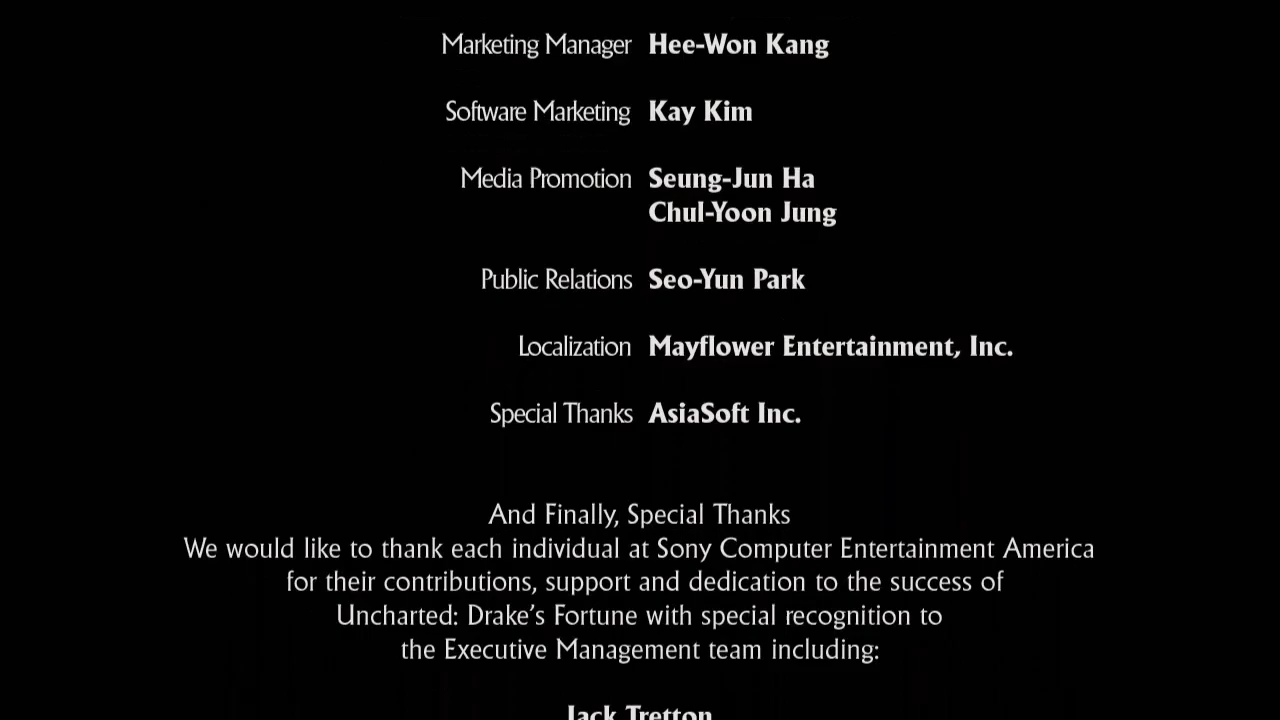 Marketing Manager Hee-Won Kang
Software Marketing Kay Kim
Media Promotion Seung-Jun Ha
Chul-Yoon Jung
Public Relations Seo-Yun Park
Localization Mayflower Entertainment, Inc.
Special Thanks AsiaSoft Inc.
And Finally, Special Thanks
We would like to thank each individual at Sony Computer Entertainment America
for their contributions, support and dedication to the success of
Uncharted: Drake's Fortune with special recognition to
the Executive Management team including:
Jack Tretton